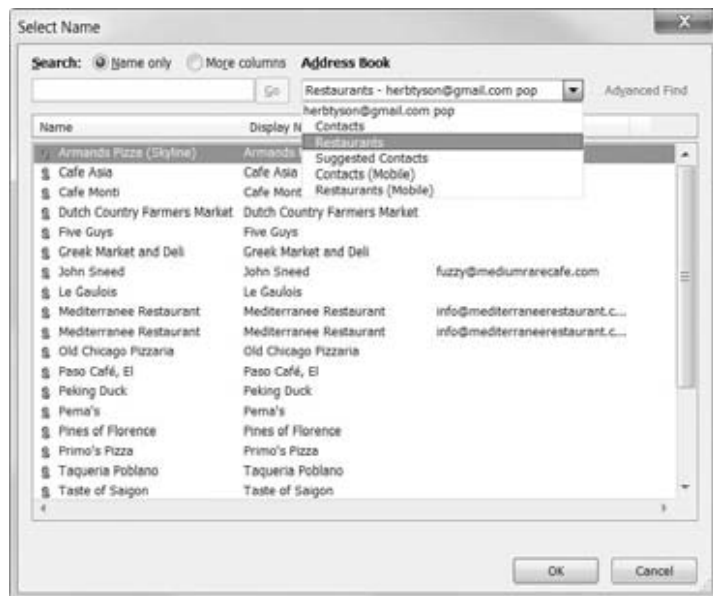 Select Name
Search: Name only More columns Address Book
Go Restaurants - herbtyson@gmail.com pop Advanced Find
herbtyson@gmail.com pop
Contacts
Restaurants
Suggested Contacts
Contacts (Mobile)
Restaurants (Mobile)
Name Display N
Armands Pizza (Skyline) Armands
Cafe Asia Cafe Asia
Cafe Monti Cafe Mont
Dutch Country Farmers Market Dutch Country Farmers Market
Five Guys Five Guys
Greek Market and Deli Greek Market and Deli
John Sneed John Sneed fuzzy@mediumrarecafe.com
Le Gaulois Le Gaulois
Mediterranee Restaurant Mediterranee Restaurant info@mediterraneerestaurant.c...
Mediterranee Restaurant Mediterranee Restaurant info@mediterraneerestaurant.c...
Old Chicago Pizzaria Old Chicago Pizzaria
Paso Café, El Paso Café, El
Peking Duck Peking Duck
Pema's Pema's
Pines of Florence Pines of Florence
Primo's Pizza Primo's Pizza
Taqueria Poblano Taqueria Poblano
Taste of Saigon Taste of Saigon
OK Cancel